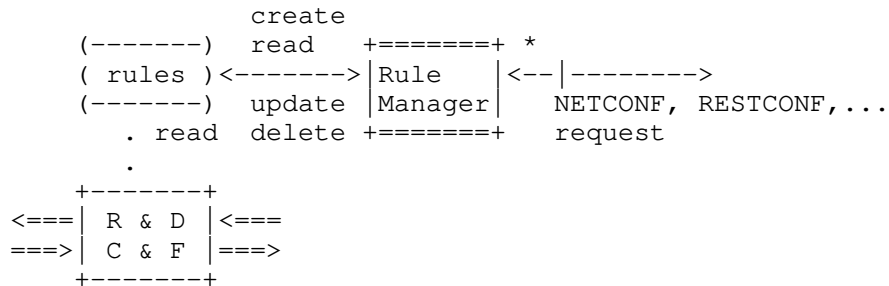 create
     (-------)  read   +=======+ *
     ( rules )<------->|Rule   |<--|-------->
     (-------)  update |Manager|   NETCONF, RESTCONF,...
        . read  delete +=======+   request
        .
     +-------+
 <===| R & D |<===
 ===>| C & F |===>
     +-------+